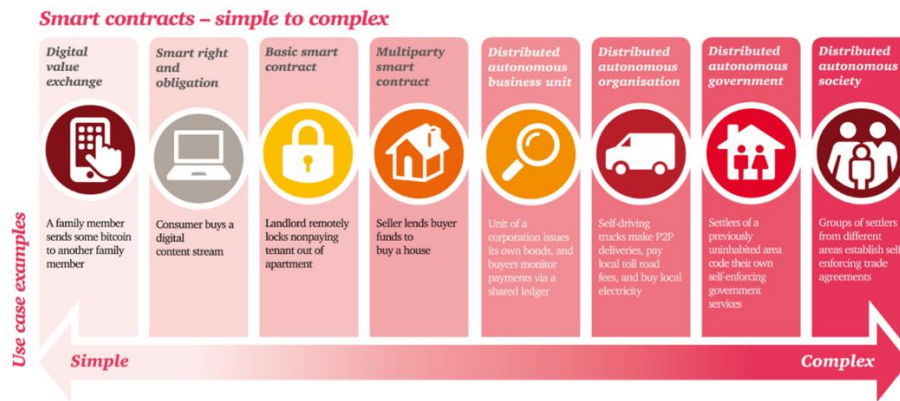 Smart contracts – simple to complex
Digital
value
exchange
Smart right
and
obligation
Basic smart
contract
Multiparty
smart
contract
Distributed
autonomous
business unit
Distributed
autonomous
organization
Distributed
autonomous
government
Distributed
autonomous
society
A family member
sends some bitcoin
to another family
member
Consumer buys a
digital
content stream
Landlord remotely
locks nonpaying
tenant out of
apartment
Seller lends buyer
funds to
buy a house
Unit of a
corporation issues
its own bonds, and
buyers monitor
payments via a
shared ledger
Self-driving
trucks make P2P
deliveries, pay
local toll road
fees, and buy local
electricity
Settlers of a
previously
uninhabited area
code their own
self-enforcing
government
services
Groups of settlers
from different
areas establish self-
enforcing trade
agreements
Use case examples
Simple
Complex